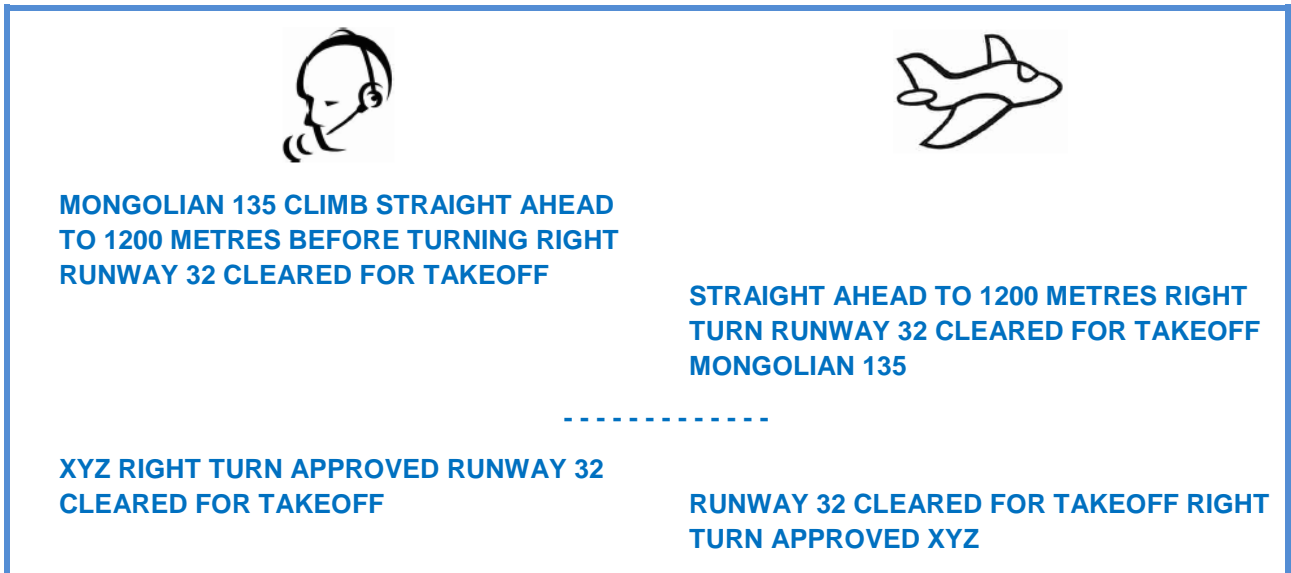 MONGOLIAN 135 CLIMB STRAIGHT AHEAD
TO 1200 METRES BEFORE TURNING RIGHT
RUNWAY 32 CLEARED FOR TAKEOFF
STRAIGHT AHEAD TO 1200 METRES RIGHT
TURN RUNWAY 32 CLEARED FOR TAKEOFF
MONGOLIAN 135
- - - - - - - - - - - - -
XYZ RIGHT TURN APPROVED RUNWAY 32
CLEARED FOR TAKEOFF
RUNWAY 32 CLEARED FOR TAKEOFF RIGHT
TURN APPROVED XYZ